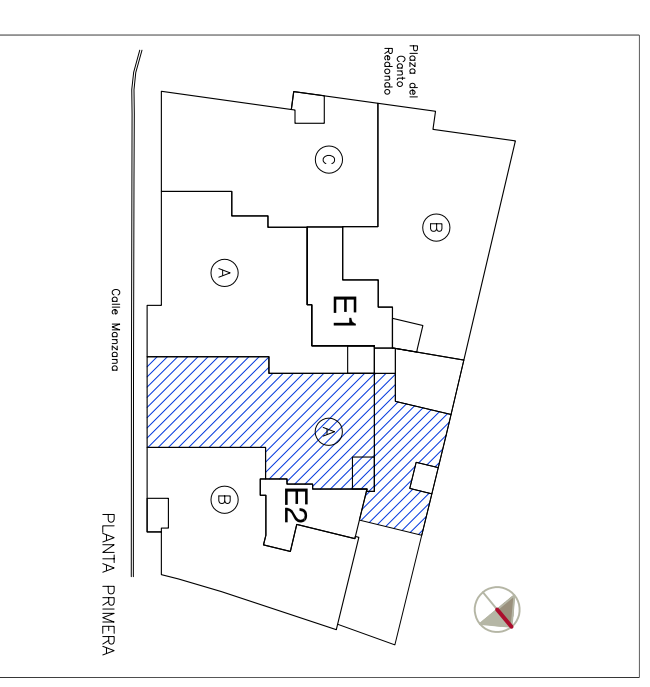 Plaza del
Canto
Redondo
C
B
A
E1
A
B
E2
Calle Manzana
PLANTA PRIMERA